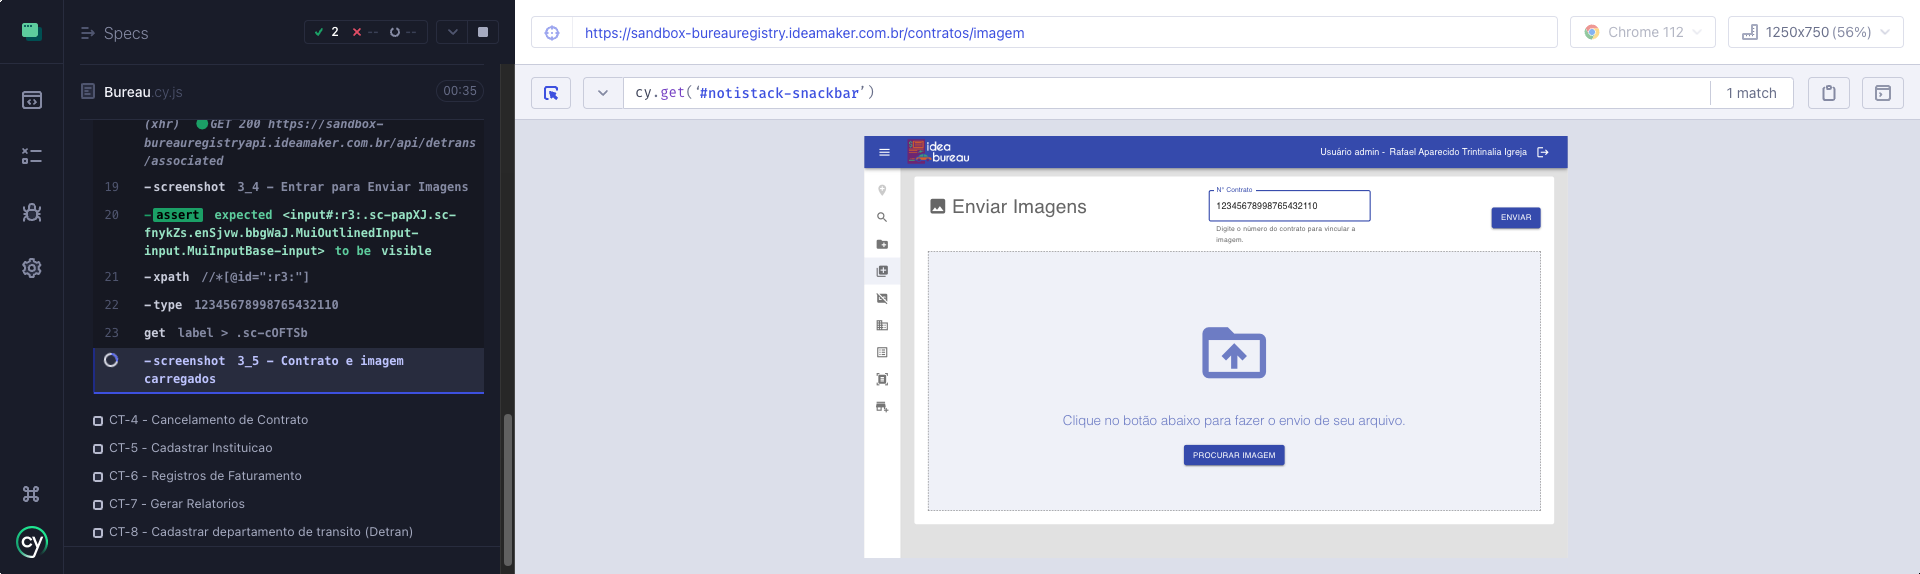 Specs
2
--
--
https://sandbox-bureauregistry.ideamaker.com.br/contratos/imagem
Chrome 112
1250x750 (56%)
Bureau.cy.js
00:35
cy.get('#notistack-snackbar')
1 match
(xhr) GET 200 https://sandbox-
bureauregistryapi.ideamaker.com.br/api/detrans
/associated
19 -screenshot 3_4 - Entrar para Enviar Imagens
20 -assert expected <input#:r3:.sc-papXJ.sc-
fnykZs.enSjvw.bbgWaJ.MuiOutlinedInput-
input.MuiInputBase-input> to be visible
21 -xpath //*[@id=":r3:"]
22 -type 12345678998765432110
23 get label > .sc-cOFTSb
-screenshot 3_5 - Contrato e imagem
carregados
CT-4 - Cancelamento de Contrato
CT-5 - Cadastrar Instituicao
CT-6 - Registros de Faturamento
CT-7 - Gerar Relatorios
CT-8 - Cadastrar departamento de transito (Detran)
cy
idea
bureau
Usuário admin - Rafael Aparecido Trintinalia Igreja
Enviar Imagens
N° Contrato
12345678998765432110
Digite o número do contrato para vincular a
imagem.
ENVIAR
Clique no botão abaixo para fazer o envio de seu arquivo.
PROCURAR IMAGEM